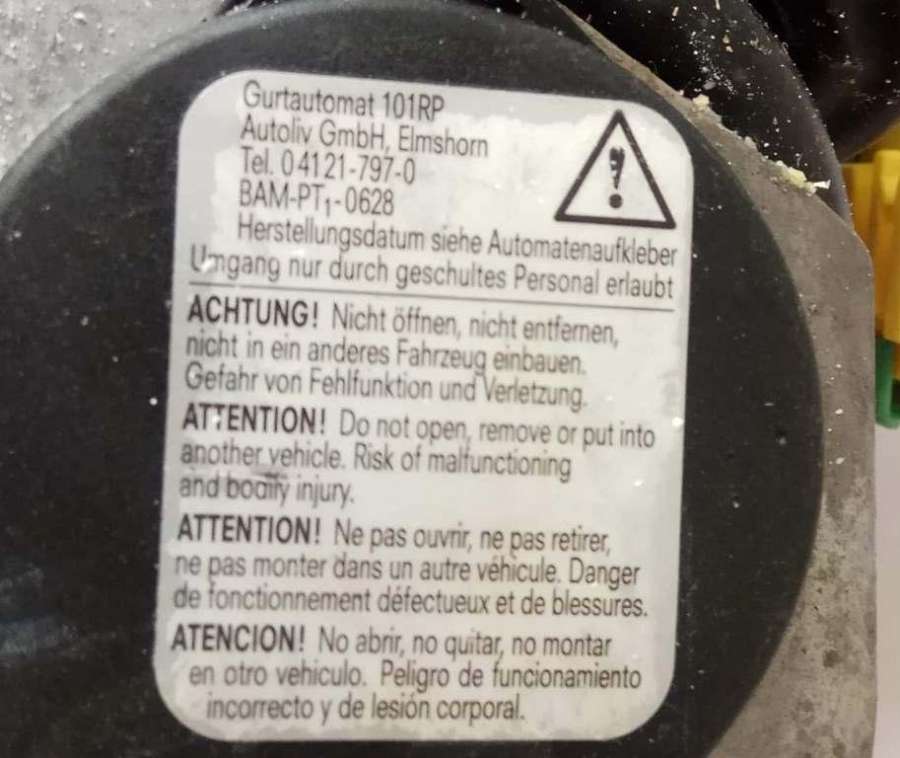 Gurtautomat 101RP
Autoliv GmbH, Elmshorn
Tel. 04121-797-0
BAM-PT₁-0628
Herstellungsdatum siehe Automatenaufkleber
Umgang nur durch geschultes Personal erlaubt
ACHTUNG! Nicht öffnen, nicht entfernen,
nicht in ein anderes Fahrzeug einbauen.
Gefahr von Fehlfunktion und Verletzung.
ATTENTION! Do not open, remove or put into
another vehicle. Risk of malfunctioning
and bodily injury.
ATTENTION! Ne pas ouvrir, ne pas retirer,
ne pas monter dans un autre véhicule. Danger
de fonctionnement défectueux et de blessures.
ATENCION! No abrir, no quitar, no montar
en otro vehiculo. Peligro de funcionamiento
incorrecto y de lesión corporal.